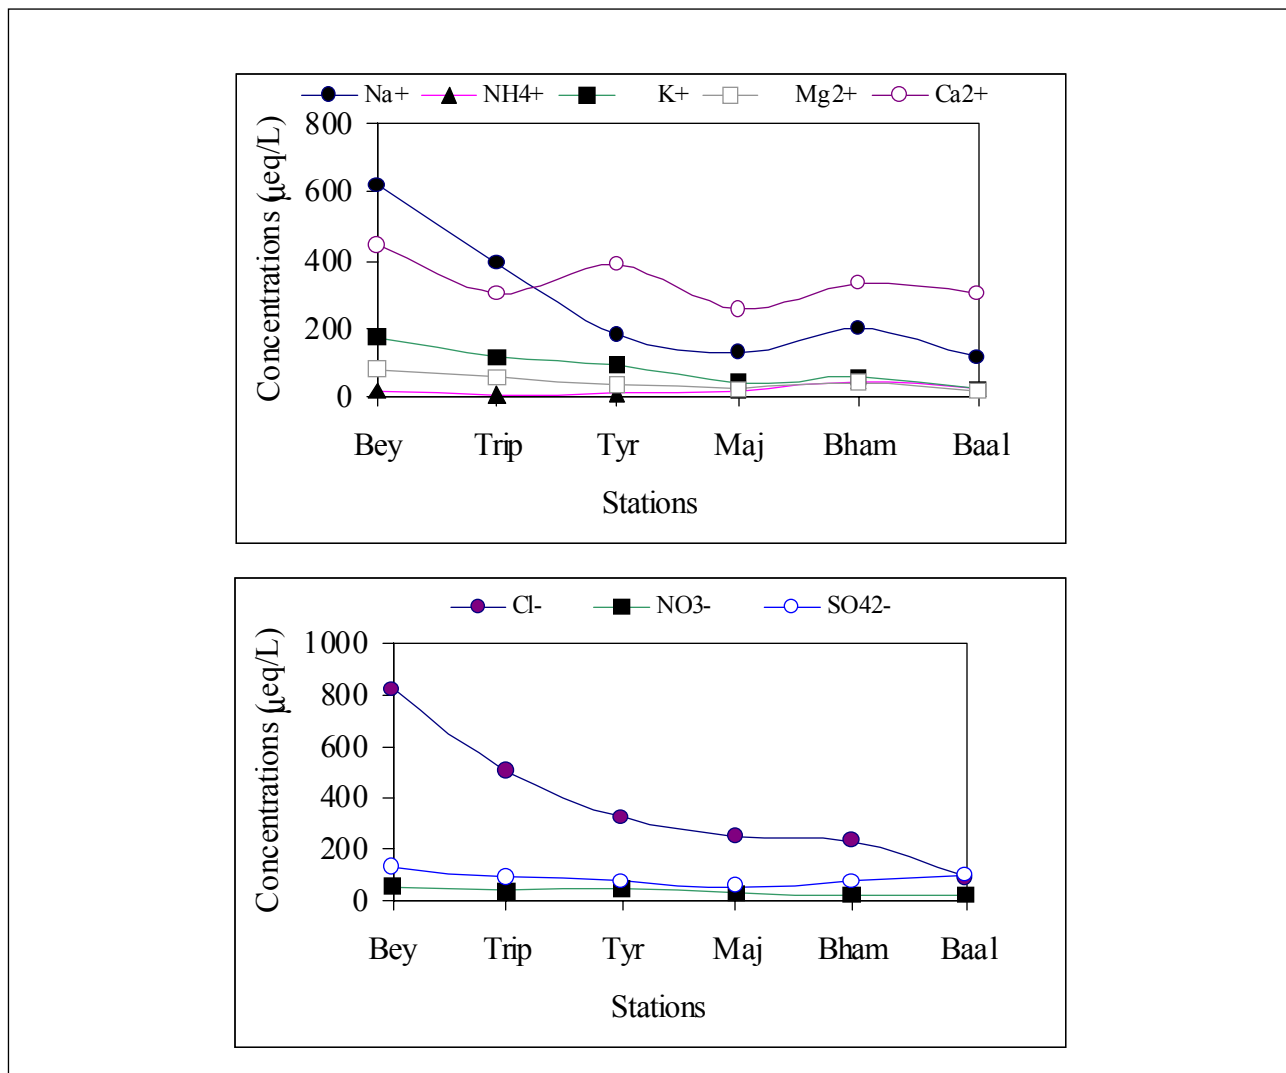 Na+ NH4+ K+ Mg2+ Ca2+
Concentrations (μeq/L)
800
600
400
200
0
Bey Trip Tyr Maj Bham Baal
Stations
Cl- NO3- SO42-
Concentrations (μeq/L)
1000
800
600
400
200
0
Bey Trip Tyr Maj Bham Baal
Stations